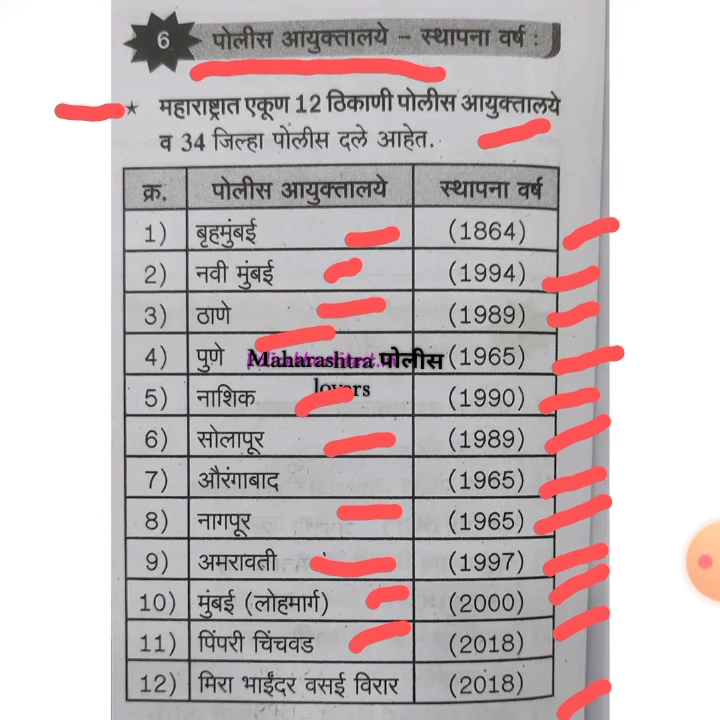 6 पोलीस आयुक्तालये – स्थापना वर्ष :
★ महाराष्ट्रात एकूण 12 ठिकाणी पोलीस आयुक्तालये
व 34 जिल्हा पोलीस दले आहेत.
क्र. पोलीस आयुक्तालये स्थापना वर्ष
1) बृहमुंबई (1864)
2) नवी मुंबई (1994)
3) ठाणे (1989)
4) पुणे Maharashtra पोलीस (1965)
lovers
5) नाशिक (1990)
6) सोलापूर (1989)
7) औरंगाबाद (1965)
8) नागपूर (1965)
9) अमरावती (1997)
10) मुंबई (लोहमार्ग) (2000)
11) पिंपरी चिंचवड (2018)
12) मिरा भाईंदर वसई विरार (2018)